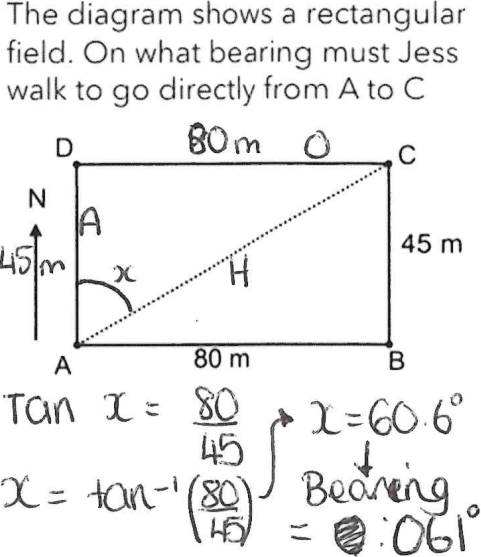 The diagram shows a rectangular
field. On what bearing must Jess
walk to go directly from A to C
D 80m O C
N A
45m x H 45 m
A 80 m B
Tan x = 80/45 x=60.6°
x = tan-¹ (80/45) Bearing
= : 061°